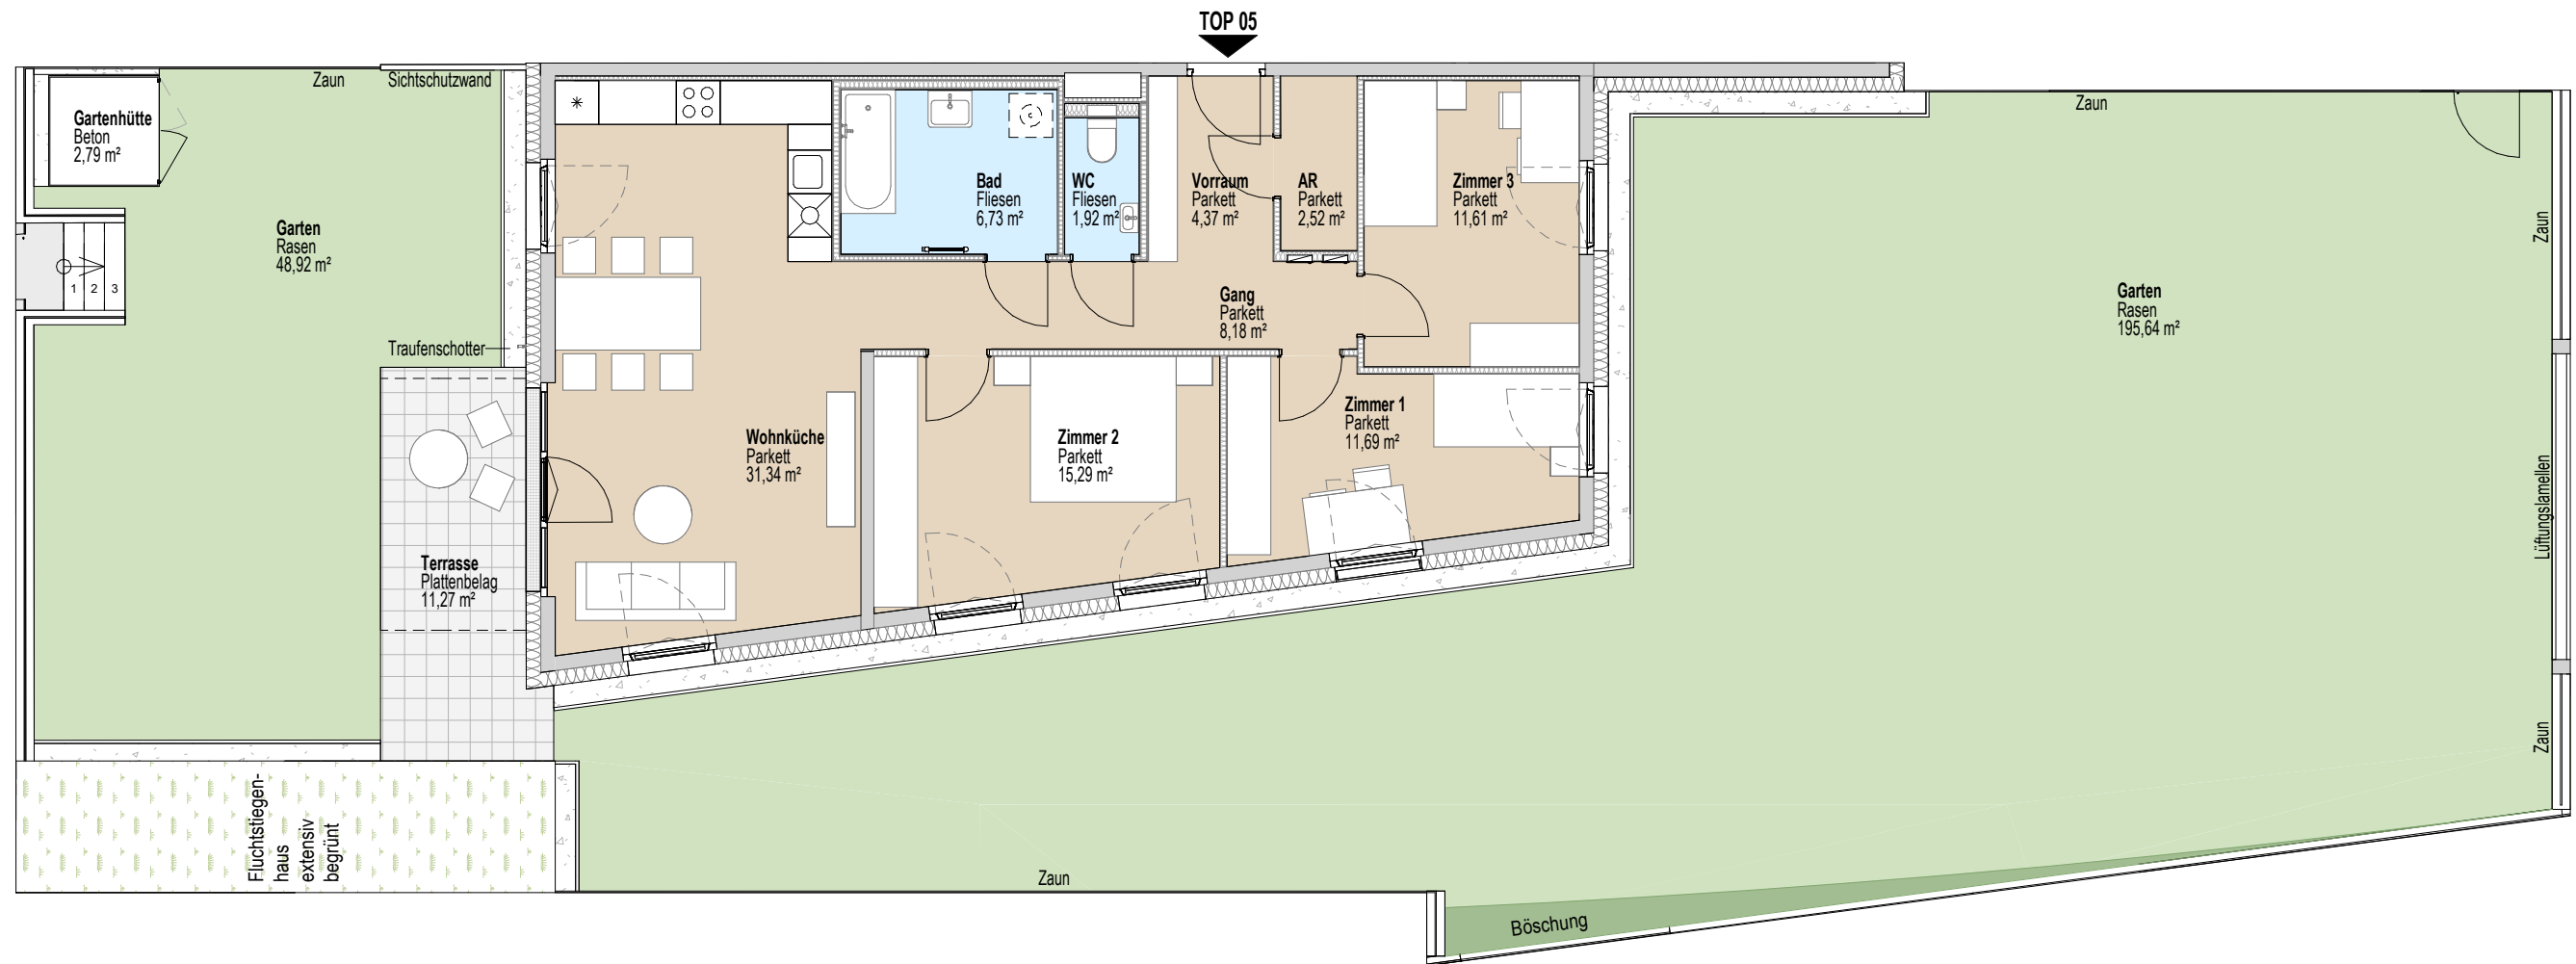 TOP 05
Zaun
Sichtschutzwand
Zaun
Gartenhütte
Beton
2,79 m²
Bad
Fliesen
6,73 m²
WC
Fliesen
1,92 m²
Vorraum
Parkett
4,37 m²
AR
Parkett
2,52 m²
Zimmer 3
Parkett
11,61 m²
Zaun
Garten
Rasen
48,92 m²
1 2 3
Gang
Parkett
8,18 m²
Garten
Rasen
195,64 m²
Traufenschotter
Zimmer 1
Parkett
11,69 m²
Wohnküche
Parkett
31,34 m²
Zimmer 2
Parkett
15,29 m²
Lüftungslamellen
Terrasse
Plattenbelag
11,27 m²
Zaun
Fluchtstiegen-
haus
extensiv
begrünt
Zaun
Böschung